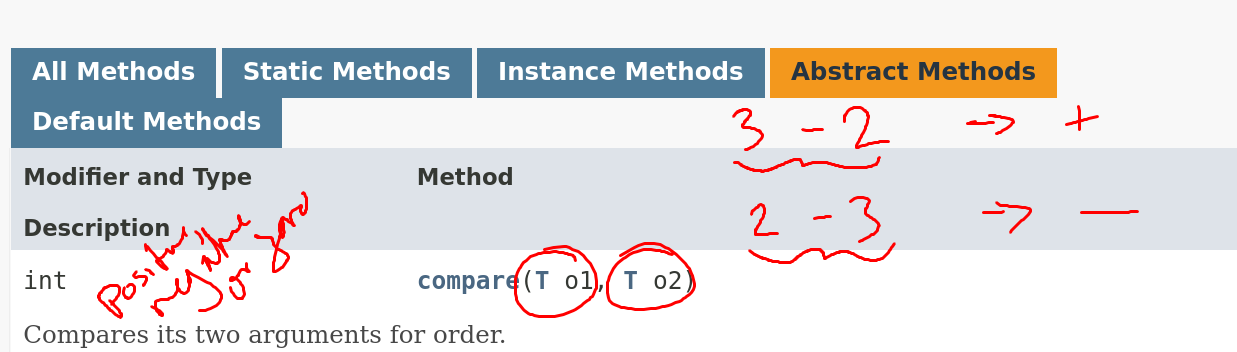 All Methods Static Methods Instance Methods Abstract Methods
Default Methods
3 - 2 → +
Modifier and Type Method
2 - 3 → —
Description
positive
negative
or zero
int compare(T o1, T o2)
Compares its two arguments for order.